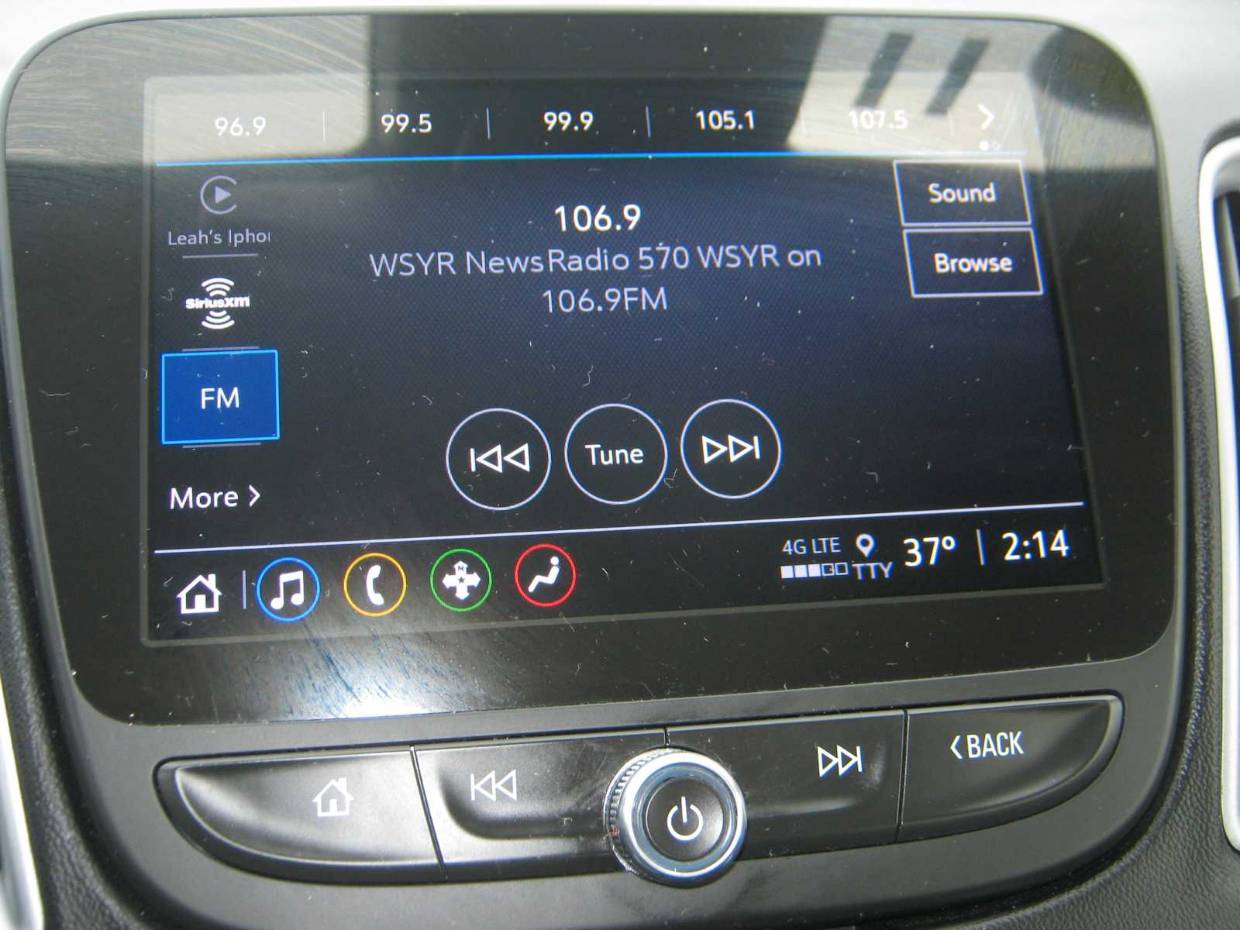 96.9 | 99.5 | 99.9 | 105.1 | 107.5 >
Leah's Ipho
106.9
WSYR NewsRadio 570 WSYR on
106.9FM
Sound
Browse
SiriusXM
FM
Tune
More >
4G LTE
TTY
37° | 2:14
N
<BACK